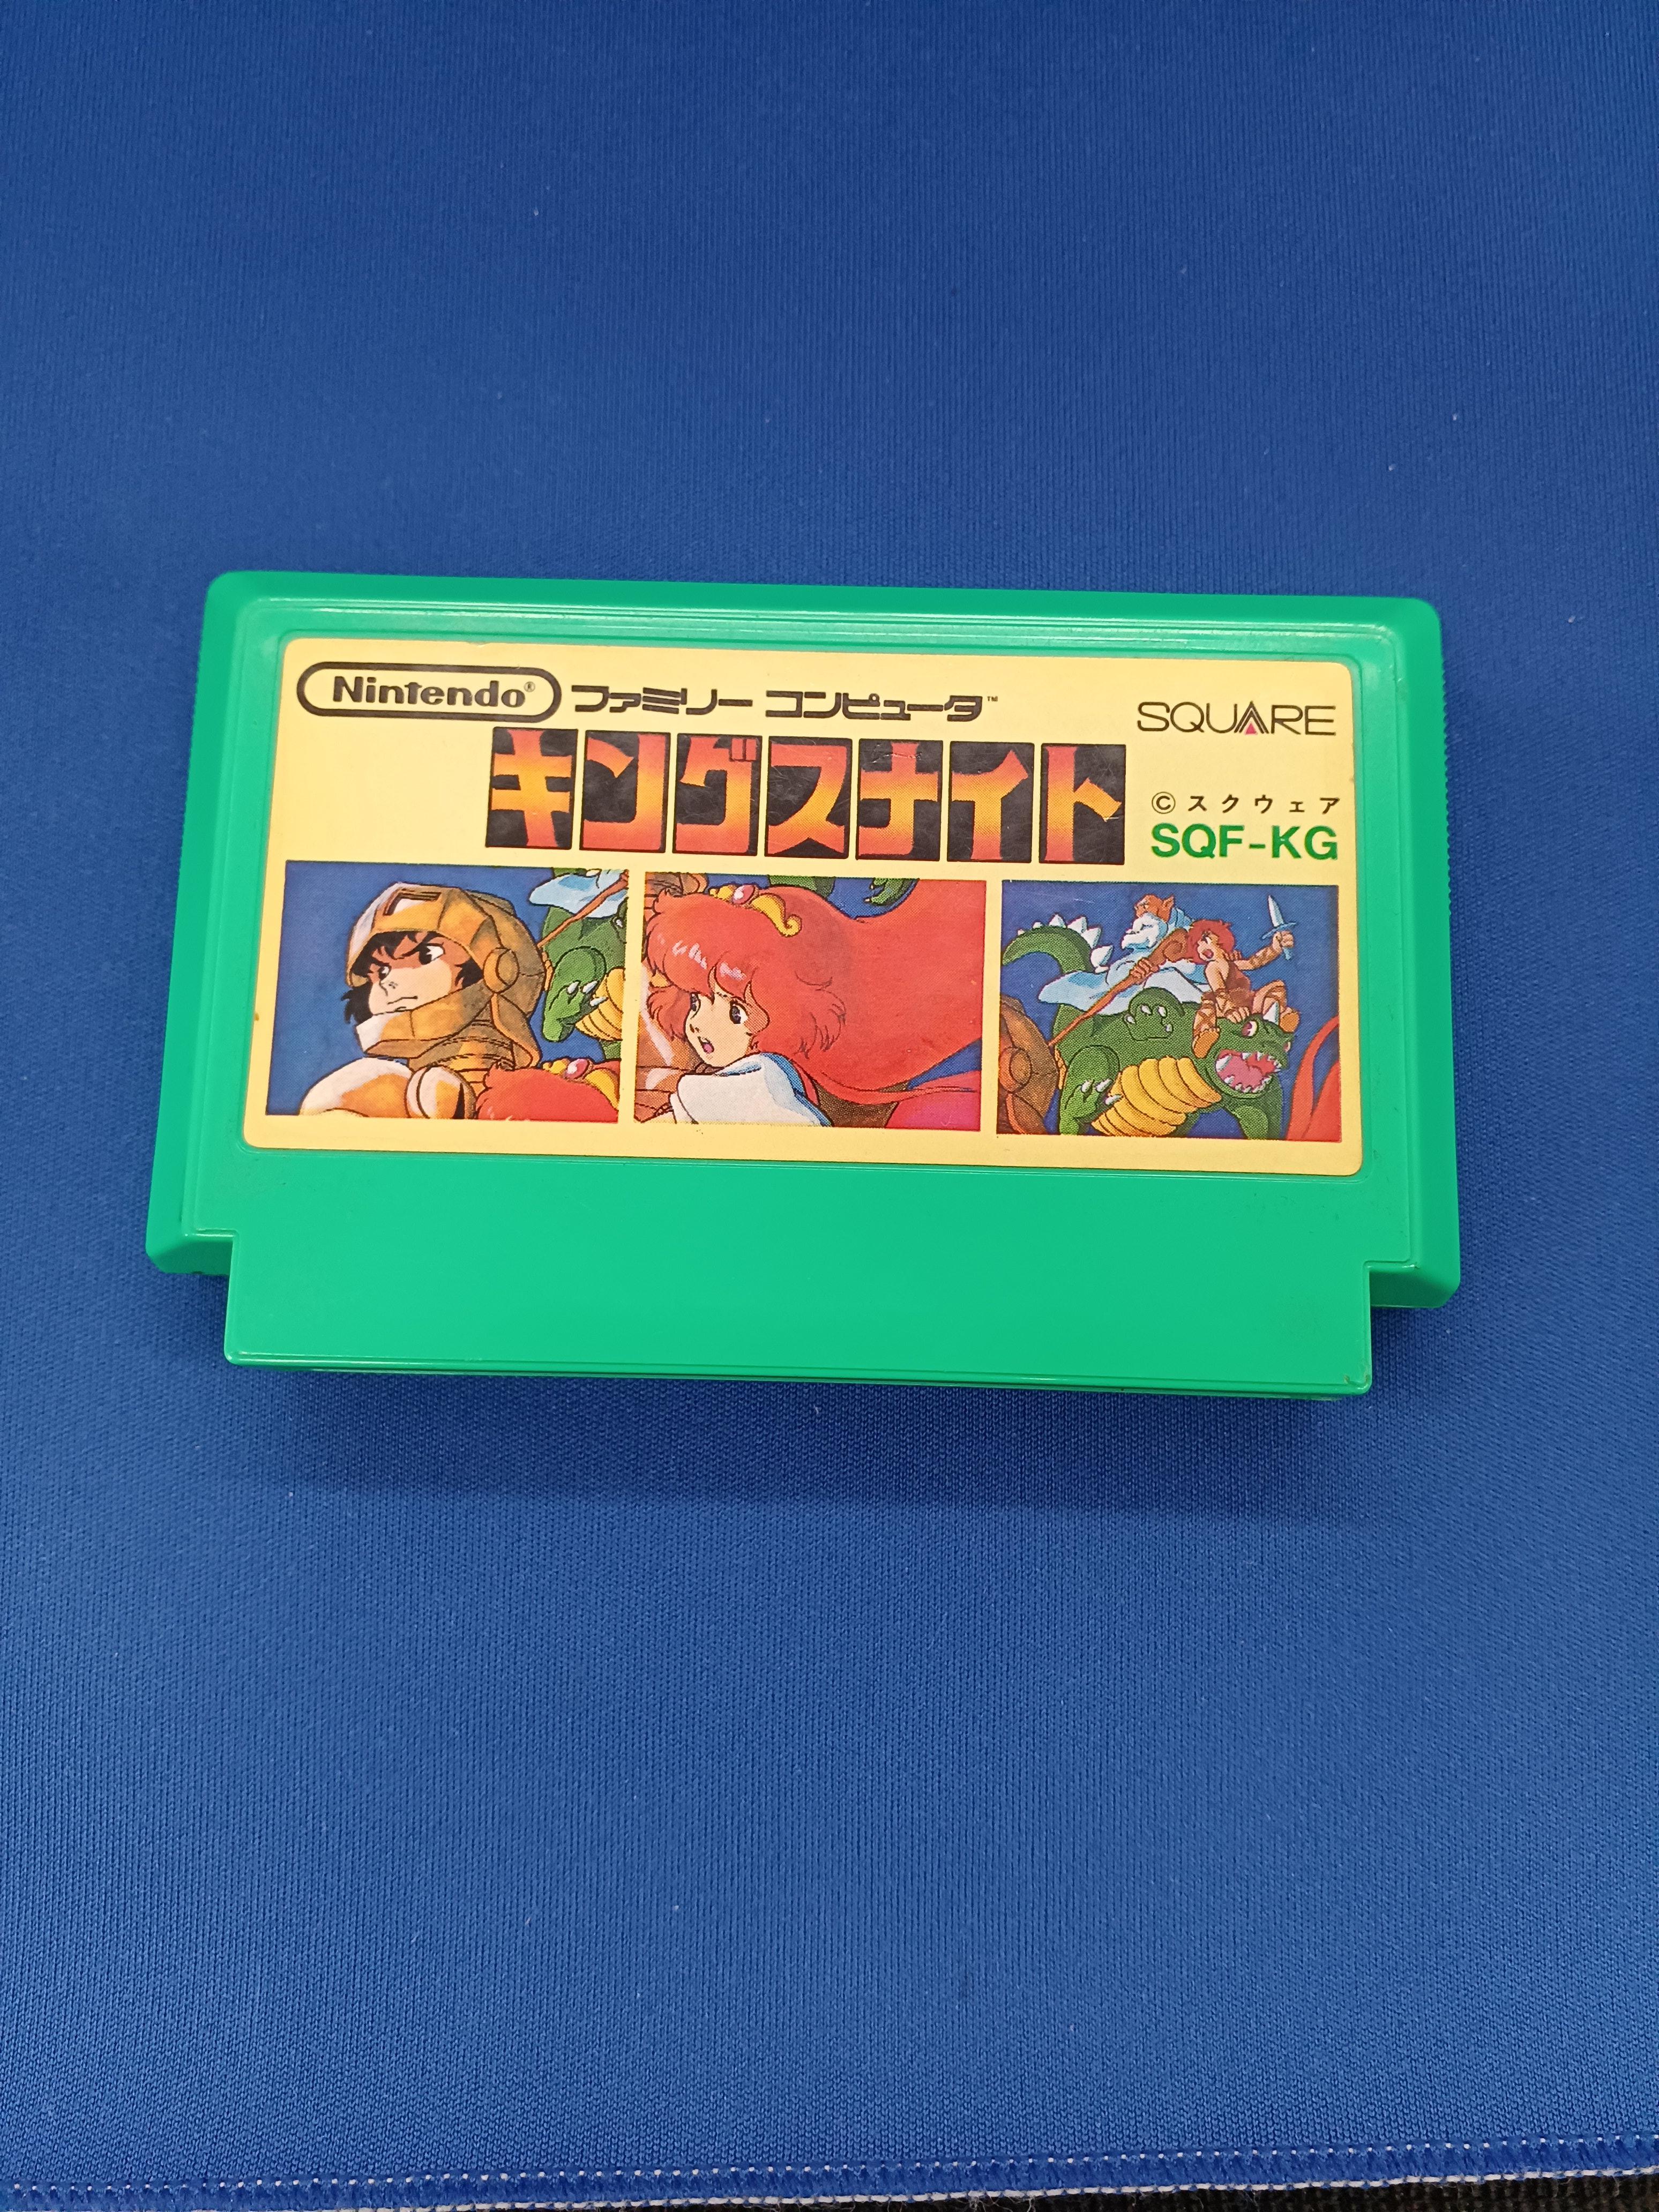 Nintendo® ファミリー コンピュータ™
SQUARE
キングスナイト
© スクウェア
SQF-KG